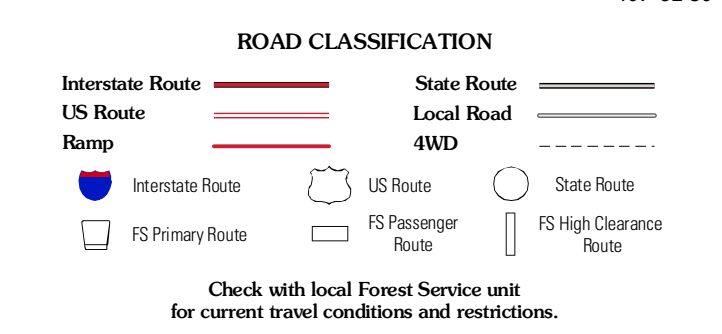 ROAD CLASSIFICATION
Interstate Route
State Route
US Route
Local Road
Ramp
4WD
Interstate Route
US Route
State Route
FS Primary Route
FS Passenger
Route
FS High Clearance
Route
Check with local Forest Service unit
for current travel conditions and restrictions.